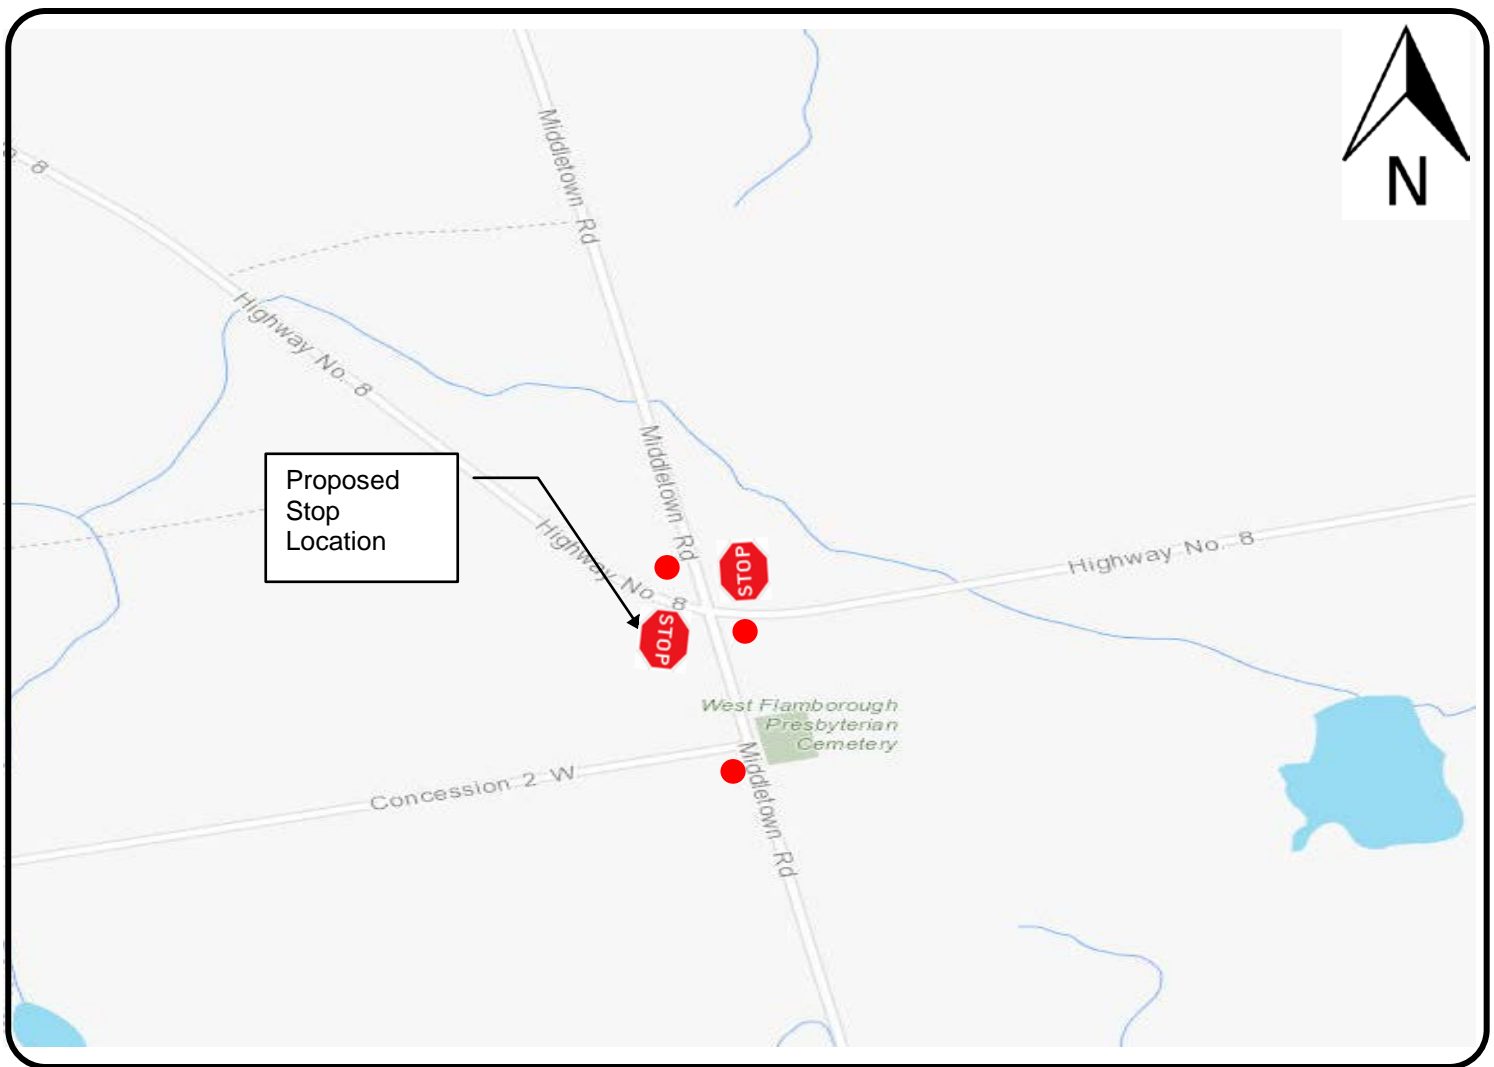 N
o. 8
Middletown Rd
Highway No. 8
Middletown Rd
Proposed
Stop
Location
Highway No. 8
STOP
Highway No. 8
STOP
West Flamborough
Presbyterian
Cemetery
Concession 2 W
Middletown Rd